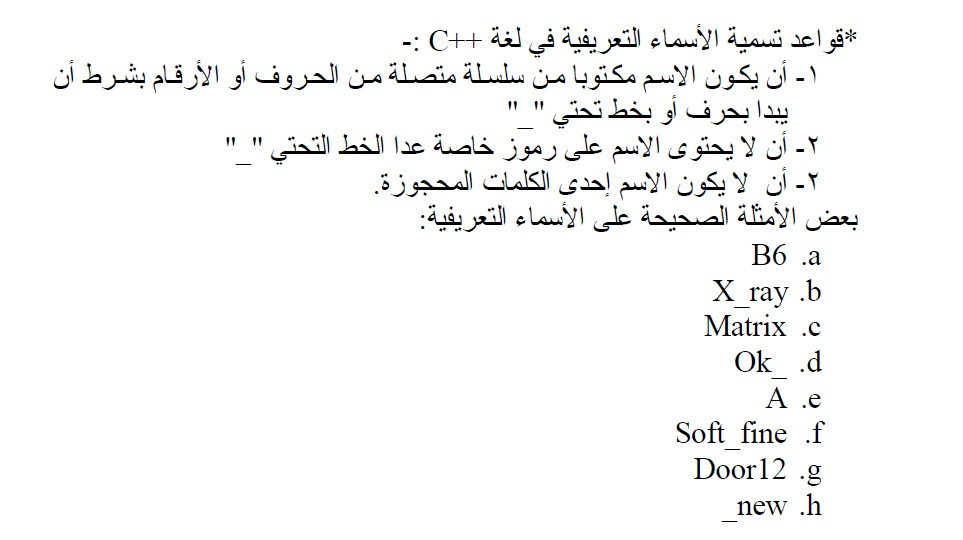 *قواعد تسمية الأسماء التعريفية في لغة C++ :-
١- أن يكون الاسم مكتوبا من سلسلة متصلة من الحروف أو الأرقام بشرط أن
يبدا بحرف أو بخط تحتي "_"
٢- أن لا يحتوى الاسم على رموز خاصة عدا الخط التحتي "_"
٢- أن لا يكون الاسم إحدى الكلمات المحجوزة.
بعض الأمثلة الصحيحة على الأسماء التعريفية:
a. B6
b. X_ray
c. Matrix
d. Ok_
e. A
f. Soft_fine
g. Door12
h. _new